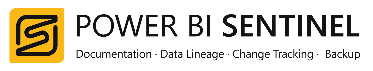 POWER BI SENTINEL
Documentation · Data Lineage · Change Tracking · Backup